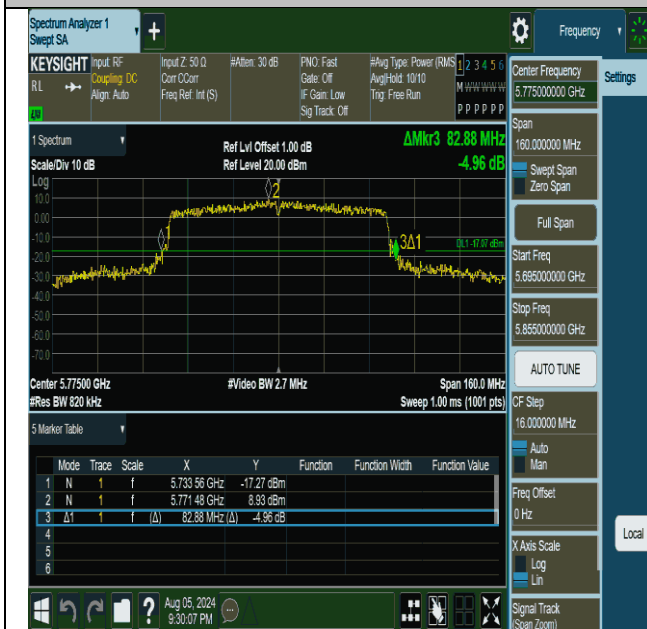 Spectrum Analyzer 1
Swept SA
+
Frequency
KEYSIGHT
RL
Input: RF
Coupling: DC
Align: Auto
Input Z: 50 Ω
Corr CCorr
Freq Ref: Int (S)
#Atten: 30 dB
PNO: Fast
Gate: Off
IF Gain: Low
Sig Track: Off
#Avg Type: Power (RMS)
Avg|Hold: 10/10
Trig: Free Run
1 2 3 4 5 6
M W W W W W
P P P P P P
1 Spectrum
Scale/Div 10 dB
Ref Lvl Offset 1.00 dB
Ref Level 20.00 dBm
ΔMkr3 82.88 MHz
-4.96 dB
Log
10.0
0.00
-10.0
-20.0
-30.0
-40.0
-50.0
-60.0
-70.0
2
1
3Δ1
DL1 -17.07 dBm
Center 5.77500 GHz
#Video BW 2.7 MHz
Span 160.0 MHz
#Res BW 820 kHz
Sweep 1.00 ms (1001 pts)
5 Marker Table
Mode Trace Scale X Y Function Function Width Function Value
1 N 1 f 5.733 56 GHz -17.27 dBm
2 N 1 f 5.771 48 GHz 8.93 dBm
3 Δ1 1 f (Δ) 82.88 MHz (Δ) -4.96 dB
4
5
6
Aug 05, 2024
9:30:07 PM
?
Center Frequency
5.775000000 GHz
Settings
Span
160.000000 MHz
Swept Span
Zero Span
Full Span
Start Freq
5.695000000 GHz
Stop Freq
5.855000000 GHz
AUTO TUNE
CF Step
16.000000 MHz
Auto
Man
Freq Offset
0 Hz
X Axis Scale
Log
Lin
Local
Signal Track
(Span Zoom)